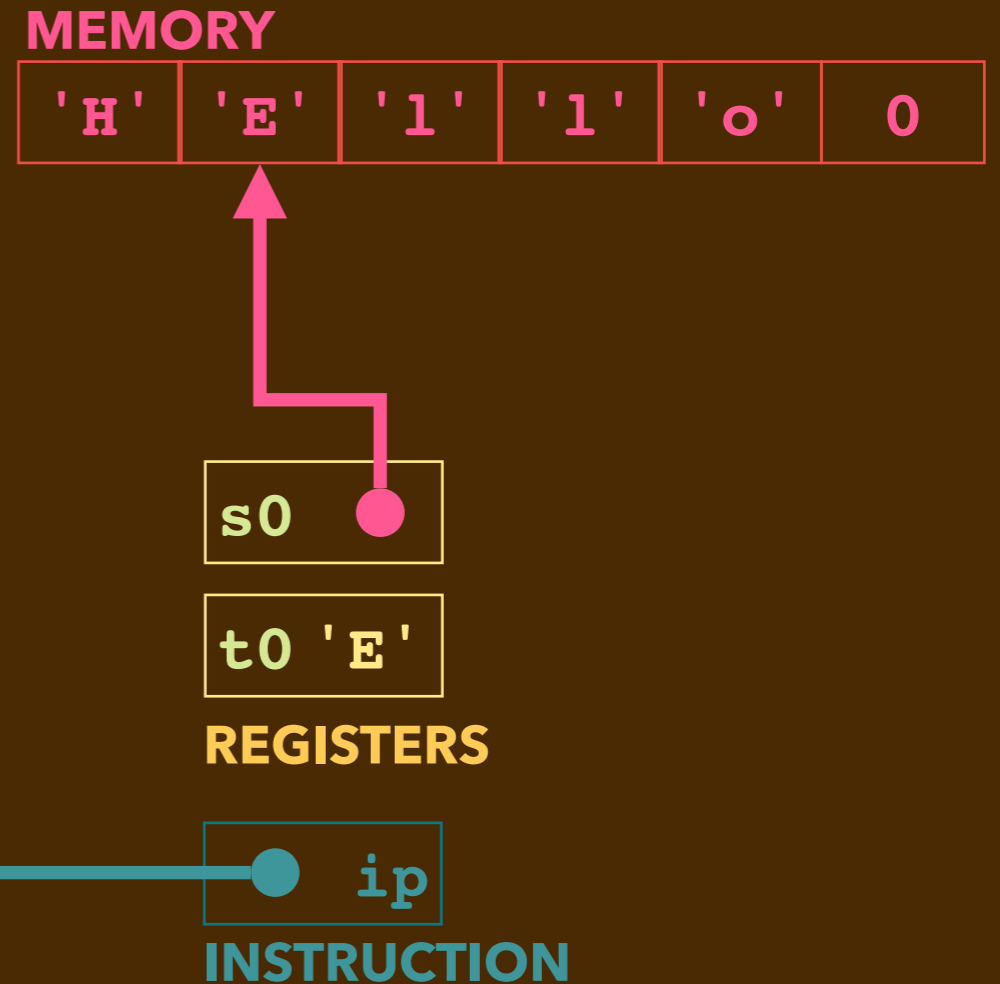 MEMORY
'H' 'E' 'l' 'l' 'o' 0
s0
t0 'E'
REGISTERS
ip
INSTRUCTION